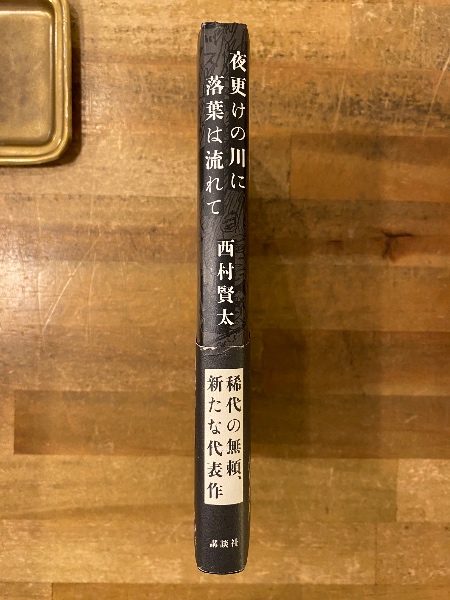 夜更けの川に
落葉は流れて
西村賢太
稀代の無頼、
新たな代表作
講談社